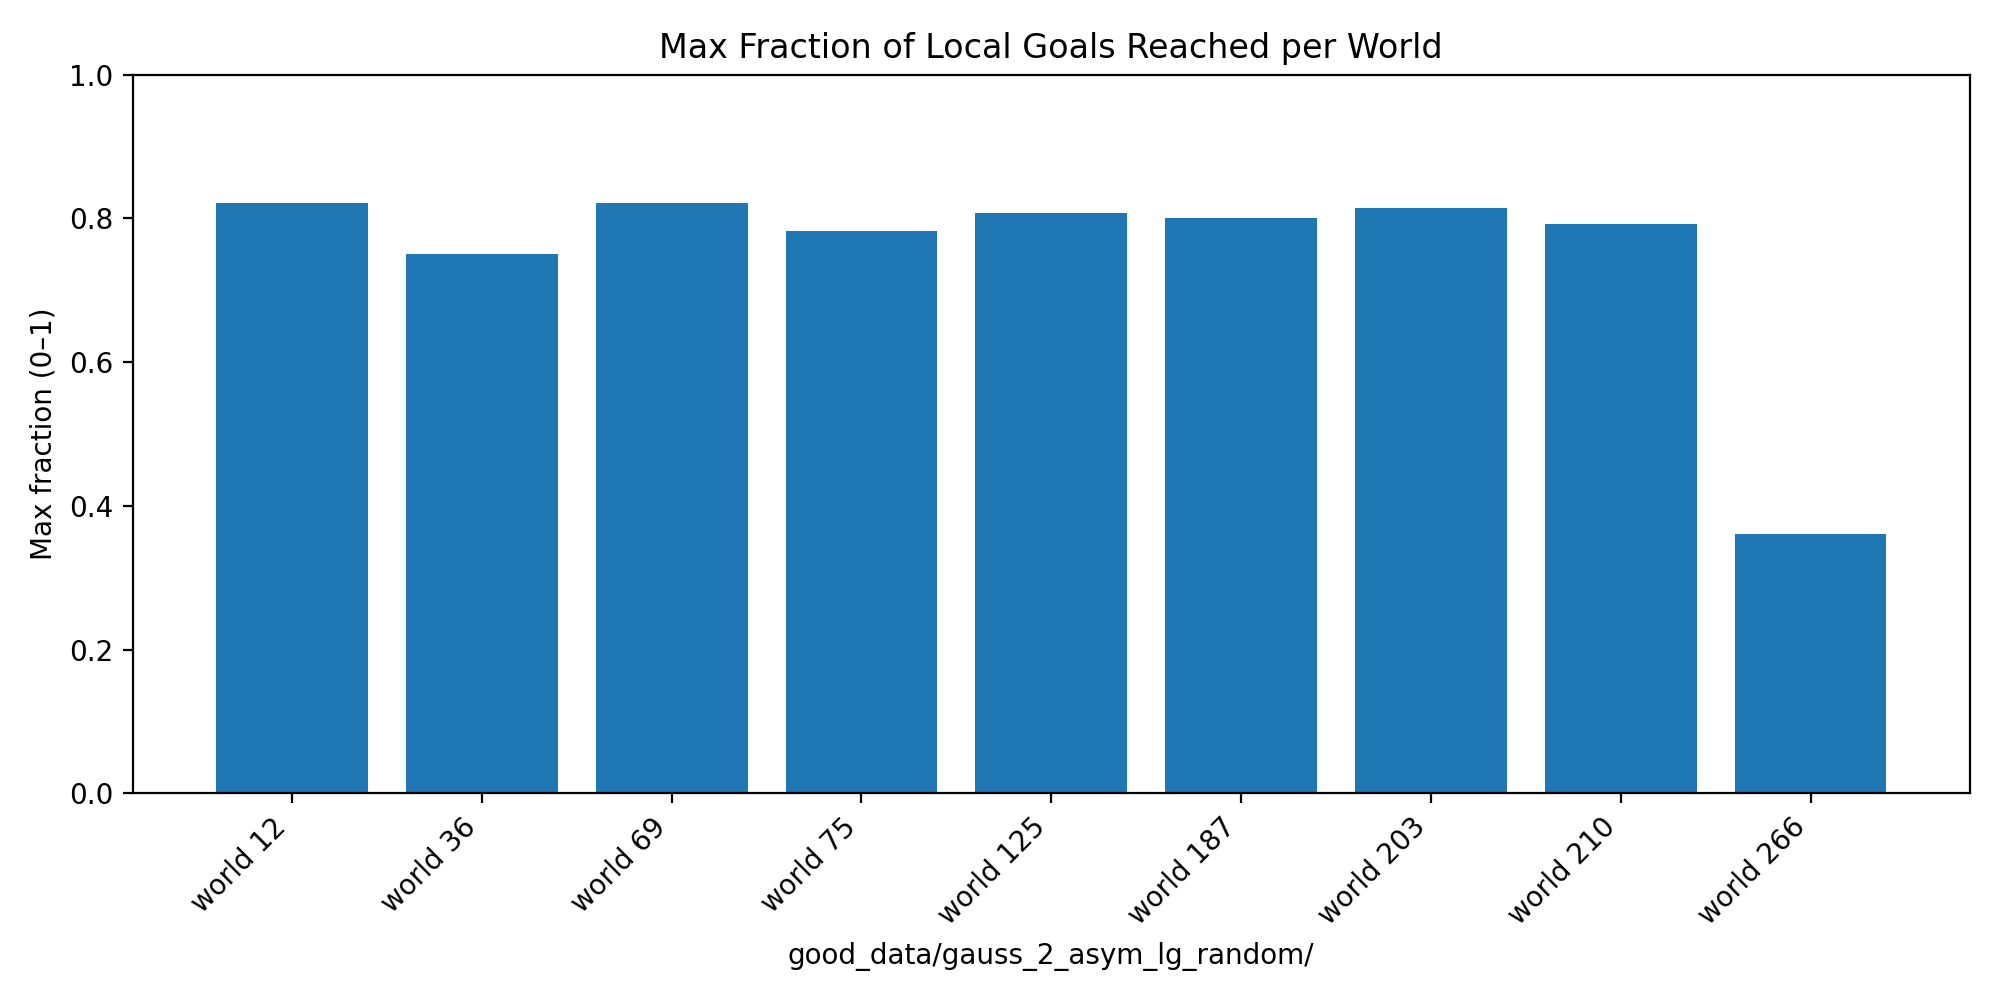 Max Fraction of Local Goals Reached per World
Max fraction (0–1)
1.0
0.8
0.6
0.4
0.2
0.0
world 12
world 36
world 69
world 75
world 125
world 187
world 203
world 210
world 266
good_data/gauss_2_asym_lg_random/